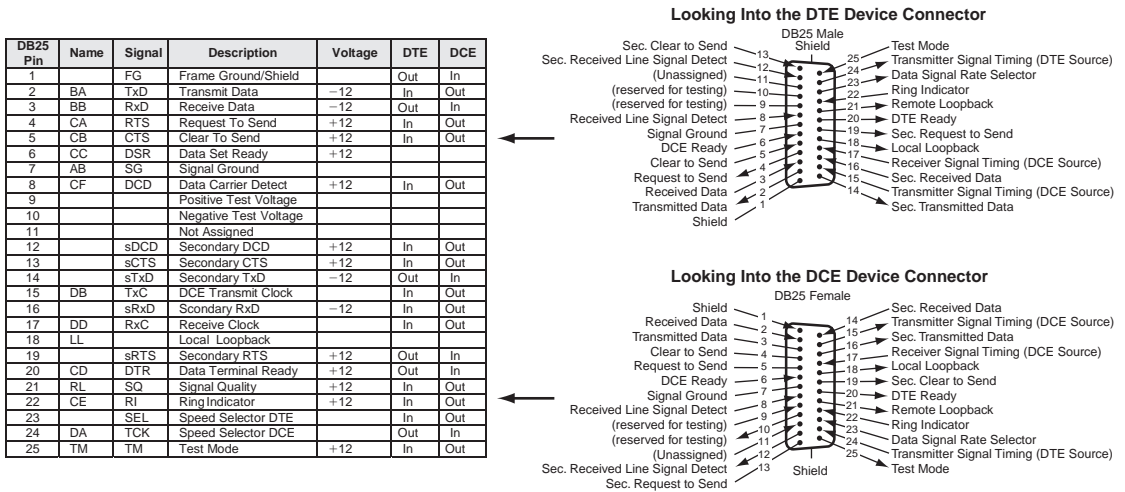 DB25 Pin Name Signal Description Voltage DTE DCE
1 FG Frame Ground/Shield Out In
2 BA TxD Transmit Data −12 In Out
3 BB RxD Receive Data −12 Out In
4 CA RTS Request To Send +12 In Out
5 CB CTS Clear To Send +12 In Out
6 CC DSR Data Set Ready +12
7 AB SG Signal Ground
8 CF DCD Data Carrier Detect +12 In Out
9 Positive Test Voltage
10 Negative Test Voltage
11 Not Assigned
12 sDCD Secondary DCD +12 In Out
13 sCTS Secondary CTS +12 In Out
14 sTxD Secondary TxD −12 Out In
15 DB TxC DCE Transmit Clock In Out
16 sRxD Scondary RxD −12 In Out
17 DD RxC Receive Clock In Out
18 LL Local Loopback
19 sRTS Secondary RTS +12 Out In
20 CD DTR Data Terminal Ready +12 Out In
21 RL SQ Signal Quality +12 In Out
22 CE RI Ring Indicator +12 In Out
23 SEL Speed Selector DTE In Out
24 DA TCK Speed Selector DCE Out In
25 TM TM Test Mode +12 In Out
Looking Into the DTE Device Connector
DB25 Male
Shield
Sec. Clear to Send 13
Sec. Received Line Signal Detect 12
(Unassigned) 11
(reserved for testing) 10
(reserved for testing) 9
Received Line Signal Detect 8
Signal Ground 7
DCE Ready 6
Clear to Send 5
Request to Send 4
Received Data 3
Transmitted Data 2
Shield 1
25 Test Mode
24 Transmitter Signal Timing (DTE Source)
23 Data Signal Rate Selector
22 Ring Indicator
21 Remote Loopback
20 DTE Ready
19 Sec. Request to Send
18 Local Loopback
17 Receiver Signal Timing (DCE Source)
16 Sec. Received Data
15 Transmitter Signal Timing (DCE Source)
14 Sec. Transmitted Data
Looking Into the DCE Device Connector
DB25 Female
Shield 1
Received Data 2
Transmitted Data 3
Clear to Send 4
Request to Send 5
DCE Ready 6
Signal Ground 7
Received Line Signal Detect 8
(reserved for testing) 9
(reserved for testing) 10
(Unassigned) 11
Sec. Received Line Signal Detect 12
Sec. Request to Send 13
14 Sec. Received Data
15 Transmitter Signal Timing (DCE Source)
16 Sec. Transmitted Data
17 Receiver Signal Timing (DCE Source)
18 Local Loopback
19 Sec. Clear to Send
20 DTE Ready
21 Remote Loopback
22 Ring Indicator
23 Data Signal Rate Selector
24 Transmitter Signal Timing (DTE Source)
25 Test Mode
Shield